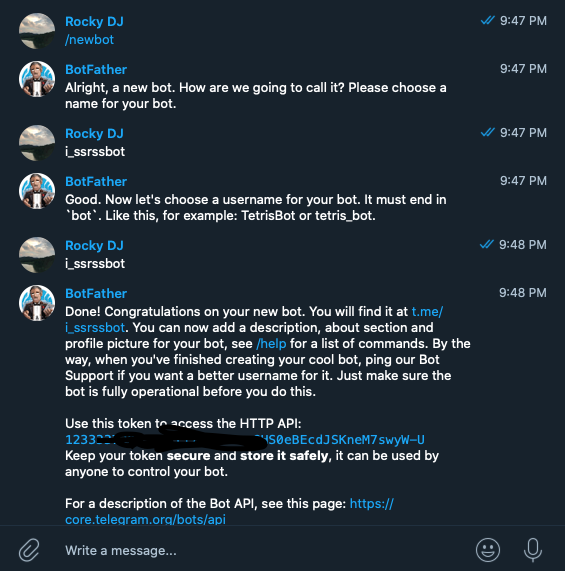 Rocky DJ 9:47 PM
/newbot
BotFather 9:47 PM
Alright, a new bot. How are we going to call it? Please choose a
name for your bot.
Rocky DJ 9:47 PM
i_ssrssbot
BotFather 9:47 PM
Good. Now let's choose a username for your bot. It must end in
`bot`. Like this, for example: TetrisBot or tetris_bot.
Rocky DJ 9:48 PM
i_ssrssbot
BotFather 9:48 PM
Done! Congratulations on your new bot. You will find it at t.me/
i_ssrssbot. You can now add a description, about section and
profile picture for your bot, see /help for a list of commands. By the
way, when you've finished creating your cool bot, ping our Bot
Support if you want a better username for it. Just make sure the
bot is fully operational before you do this.
Use this token to access the HTTP API:
Keep your token secure and store it safely, it can be used by
anyone to control your bot.
For a description of the Bot API, see this page: https://
core.telegram.org/bots/api
Write a message...